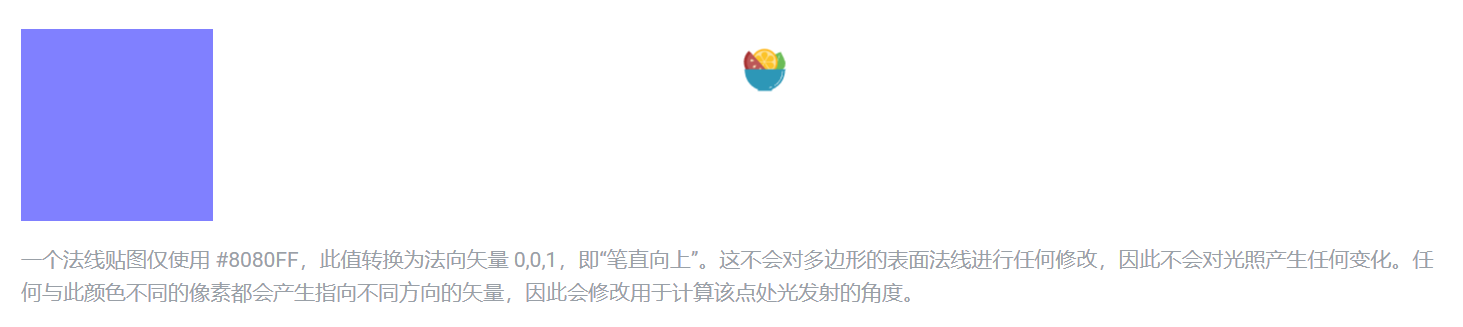 一个法线贴图仅使用 #8080FF，此值转换为法向矢量 0,0,1，即“笔直向上”。这不会对多边形的表面法线进行任何修改，因此不会对光照产生任何变化。任
何与此颜色不同的像素都会产生指向不同方向的矢量，因此会修改用于计算该点处光发射的角度。